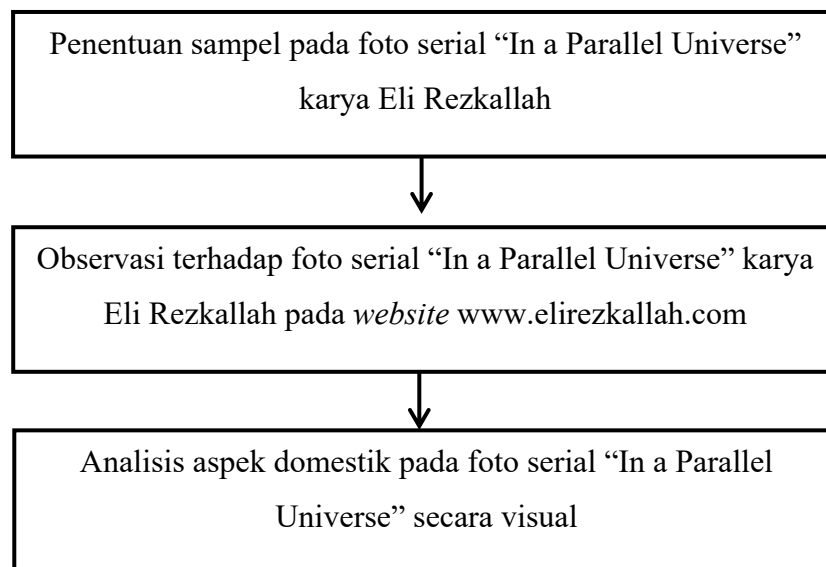 Penentuan sampel pada foto serial “In a Parallel Universe”
karya Eli Rezkallah
Observasi terhadap foto serial “In a Parallel Universe” karya
Eli Rezkallah pada website www.elirezkallah.com
Analisis aspek domestik pada foto serial “In a Parallel
Universe” secara visual